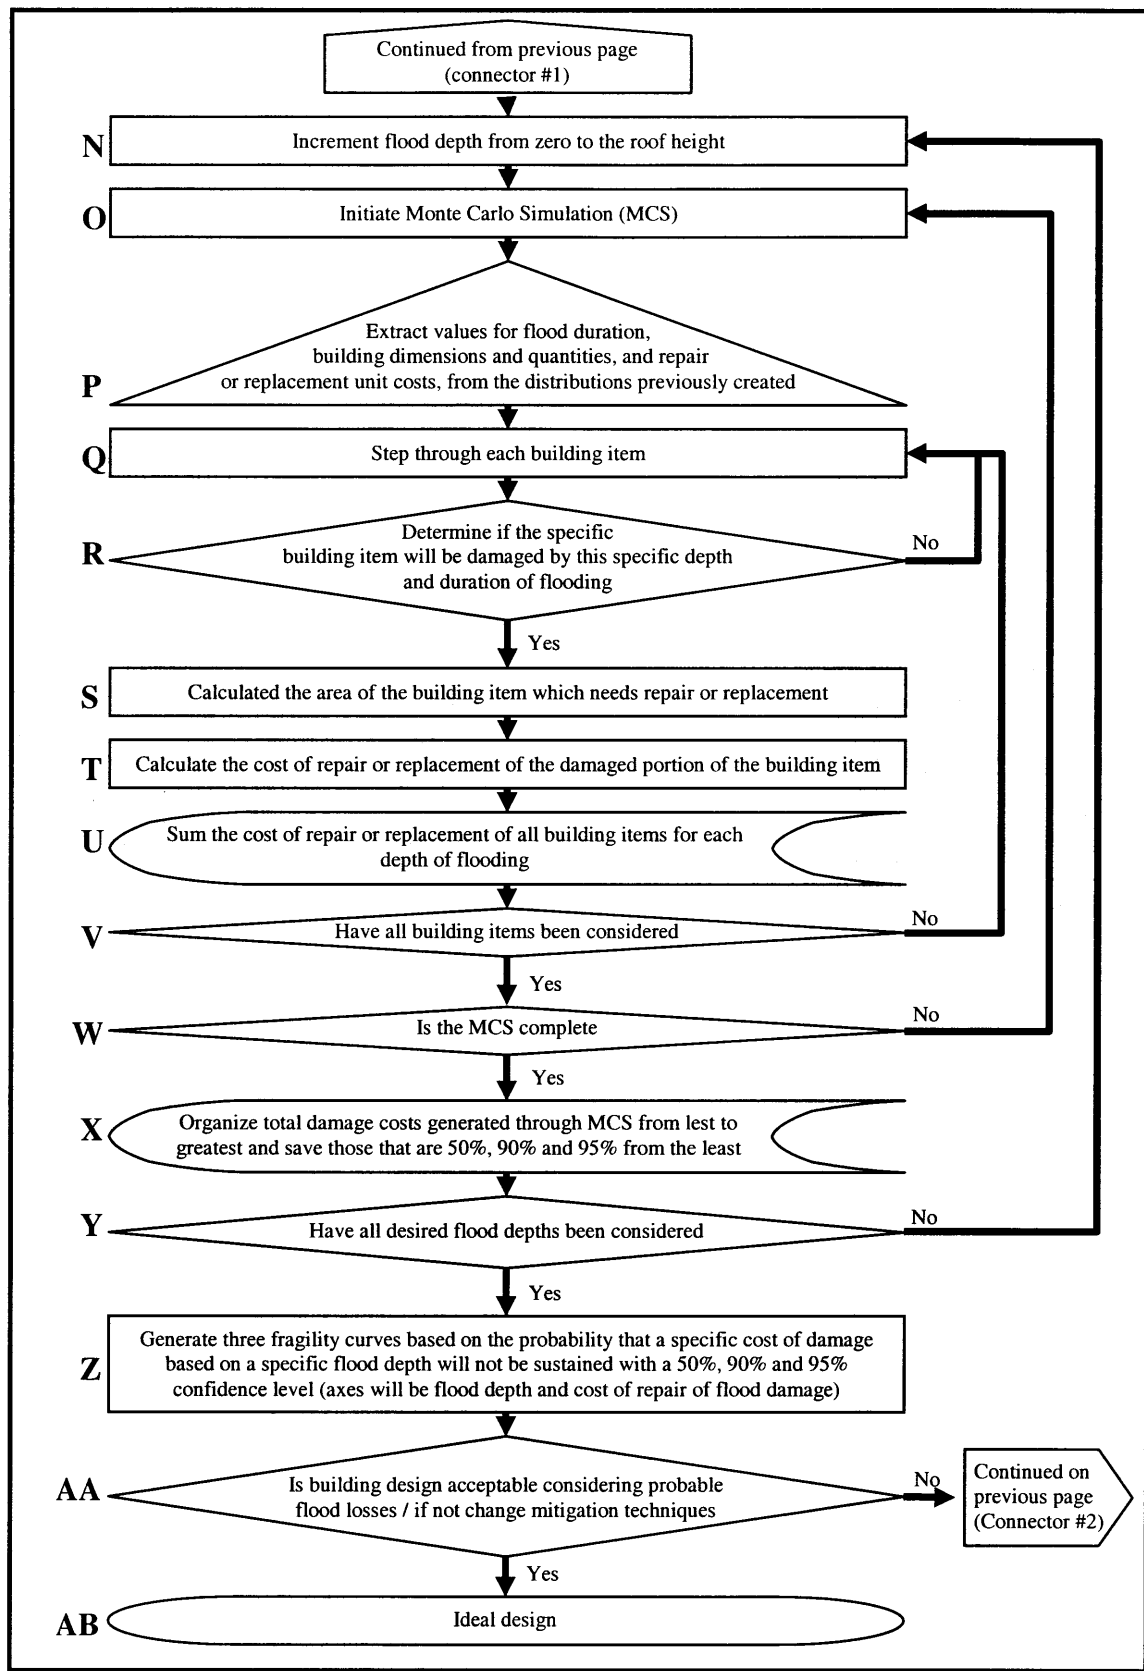 Continued from previous page
(connector #1)
N
Increment flood depth from zero to the roof height
O
Initiate Monte Carlo Simulation (MCS)
P
Extract values for flood duration,
building dimensions and quantities, and repair
or replacement unit costs, from the distributions previously created
Q
Step through each building item
R
Determine if the specific
building item will be damaged by this specific depth
and duration of flooding
No
Yes
S
Calculated the area of the building item which needs repair or replacement
T
Calculate the cost of repair or replacement of the damaged portion of the building item
U
Sum the cost of repair or replacement of all building items for each
depth of flooding
V
Have all building items been considered
No
Yes
W
Is the MCS complete
No
Yes
X
Organize total damage costs generated through MCS from lest to
greatest and save those that are 50%, 90% and 95% from the least
Y
Have all desired flood depths been considered
No
Yes
Z
Generate three fragility curves based on the probability that a specific cost of damage
based on a specific flood depth will not be sustained with a 50%, 90% and 95%
confidence level (axes will be flood depth and cost of repair of flood damage)
AA
Is building design acceptable considering probable
flood losses / if not change mitigation techniques
No
Continued on
previous page
(Connector #2)
Yes
AB
Ideal design